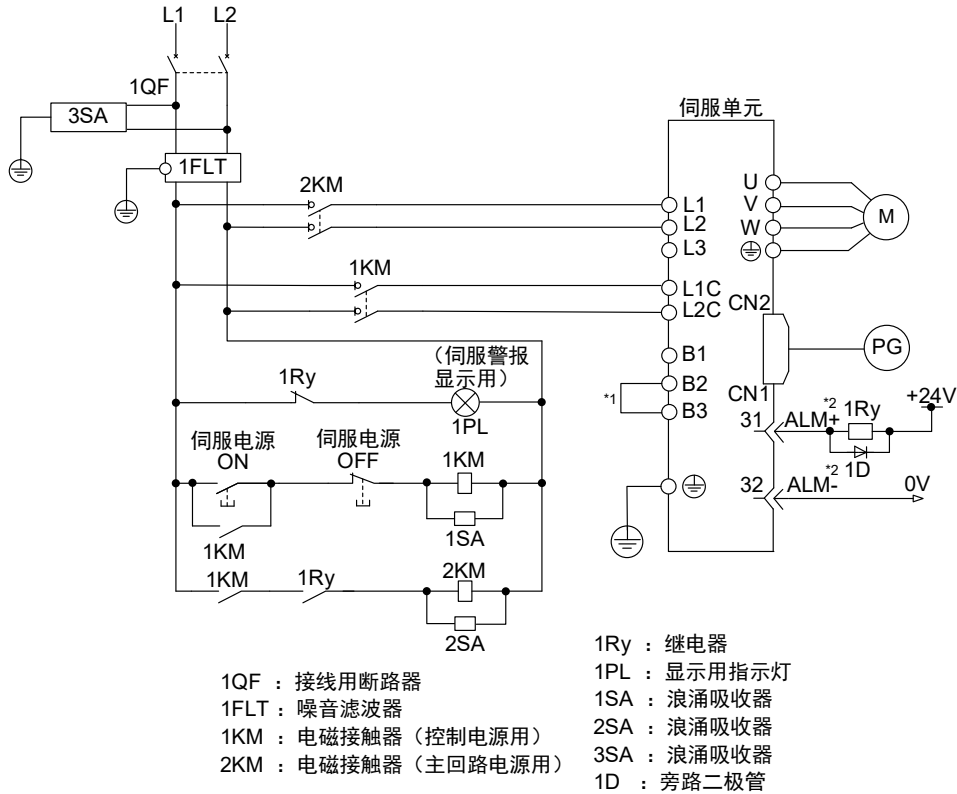 L1 L2
1QF
3SA
1FLT
伺服单元
2KM
U
V
W
M
L1
L2
L3
1KM
L1C
L2C
CN2
PG
B1
B2
B3
*1
CN1
(伺服警报
显示用)
1Ry
1PL
+24V
31 ALM+ *2 1Ry
1D
32 ALM- *2 0V
伺服电源
ON
伺服电源
OFF
1KM
1SA
1KM
1KM 1Ry 2KM
2SA
1QF : 接线用断路器
1FLT : 噪音滤波器
1KM : 电磁接触器(控制电源用)
2KM : 电磁接触器(主回路电源用)
1Ry : 继电器
1PL : 显示用指示灯
1SA : 浪涌吸收器
2SA : 浪涌吸收器
3SA : 浪涌吸收器
1D : 旁路二极管